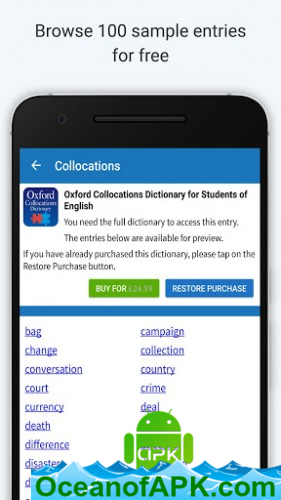 Browse 100 sample entries
for free
Collocations
Oxford
Collocations
Dictionary
Oxford Collocations Dictionary for Students of
English
You need the full dictionary to access this entry.
The entries below are available for preview.
If you have already purchased this dictionary, please tap on the
Restore Purchase button.
BUY FOR £24.99 RESTORE PURCHASE
bag campaign
change collection
conversation country
court crime
currency deal
death
difference
disaster
APK
OceanofAPK.com